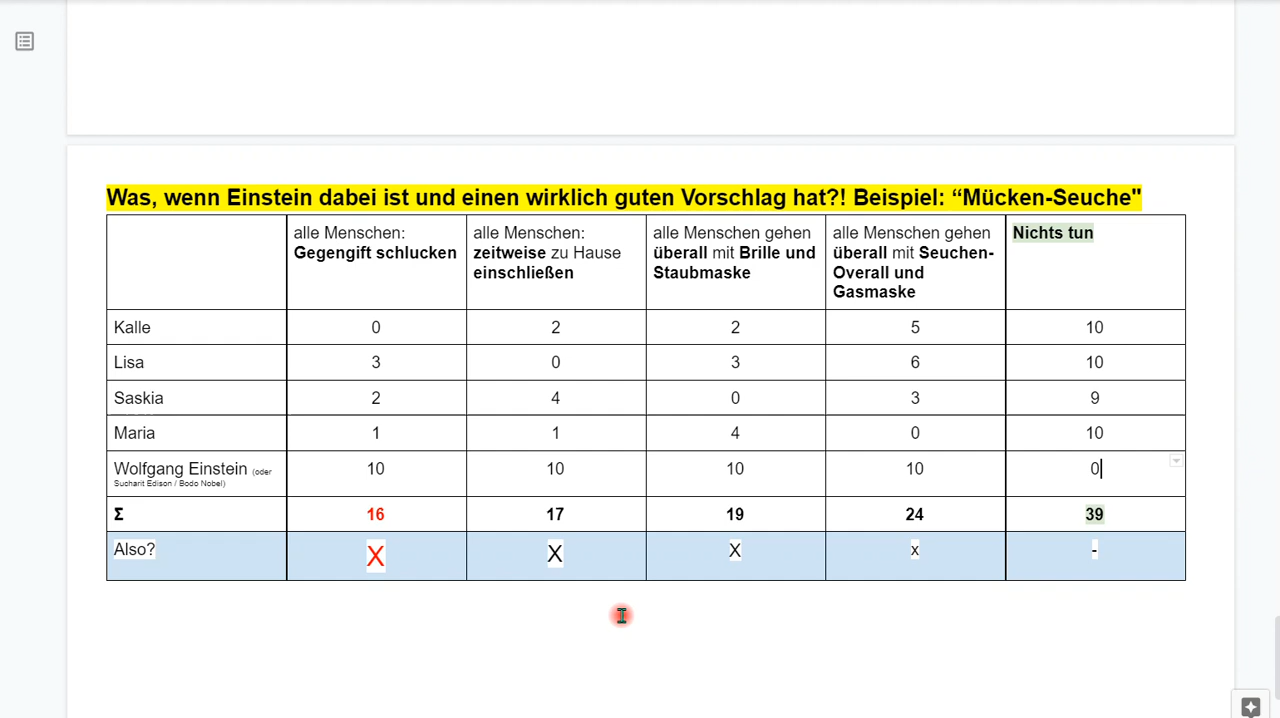 Was, wenn Einstein dabei ist und einen wirklich guten Vorschlag hat?! Beispiel: “Mücken-Seuche"
alle Menschen:
Gegengift schlucken
alle Menschen:
zeitweise zu Hause
einschließen
alle Menschen gehen
überall mit Brille und
Staubmaske
alle Menschen gehen
überall mit Seuchen-
Overall und
Gasmaske
Nichts tun
Kalle 0 2 2 5 10
Lisa 3 0 3 6 10
Saskia 2 4 0 3 9
Maria 1 1 4 0 10
Wolfgang Einstein (oder 10 10 10 10 0
Sucharit Edison / Bodo Nobel)
Σ 16 17 19 24 39
Also? X X X x -